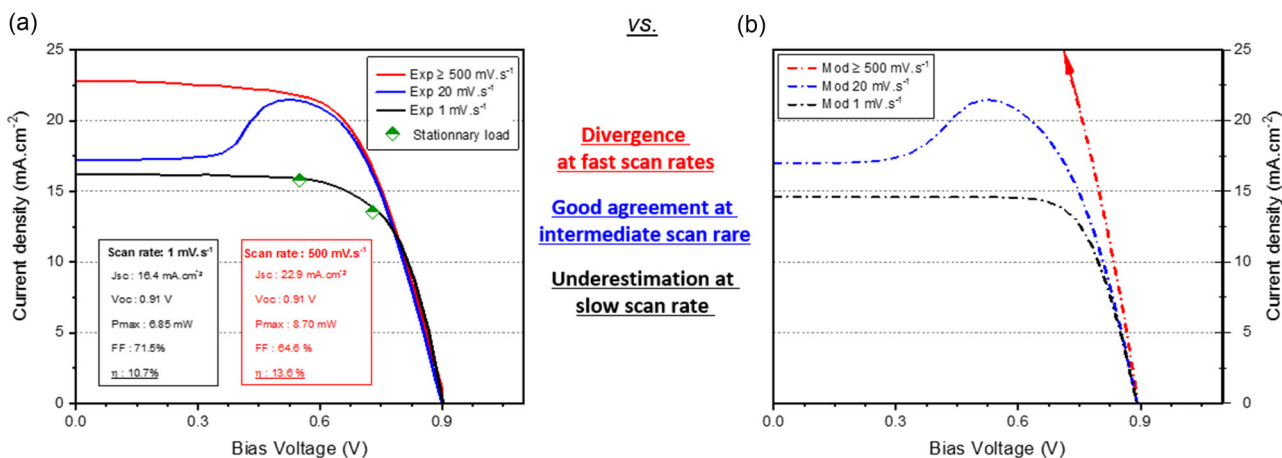 (a)
vs.
(b)
25
20
15
10
5
0
Current density (mA.cm⁻²)
0.0
0.3
0.6
0.9
Bias Voltage (V)
Exp ≥ 500 mV.s⁻¹
Exp 20 mV.s⁻¹
Exp 1 mV.s⁻¹
Stationnary load
Scan rate: 1 mV.s⁻¹
Jsc : 16.4 mA.cm⁻²
Voc : 0.91 V
Pmax : 6.85 mW
FF : 71.5%
η : 10.7%
Scan rate : 500 mV.s⁻¹
Jsc : 22.9 mA.cm⁻²
Voc : 0.91 V
Pmax : 8.70 mW
FF : 64.6 %
η : 13.6%
Divergence
at fast scan rates
Good agreement at
intermediate scan rare
Underestimation at
slow scan rate
Mod ≥ 500 mV.s⁻¹
Mod 20 mV.s⁻¹
Mod 1 mV.s⁻¹
25
20
15
10
5
0
Current density (mA.cm⁻²)
0.0
0.3
0.6
0.9
Bias Voltage (V)